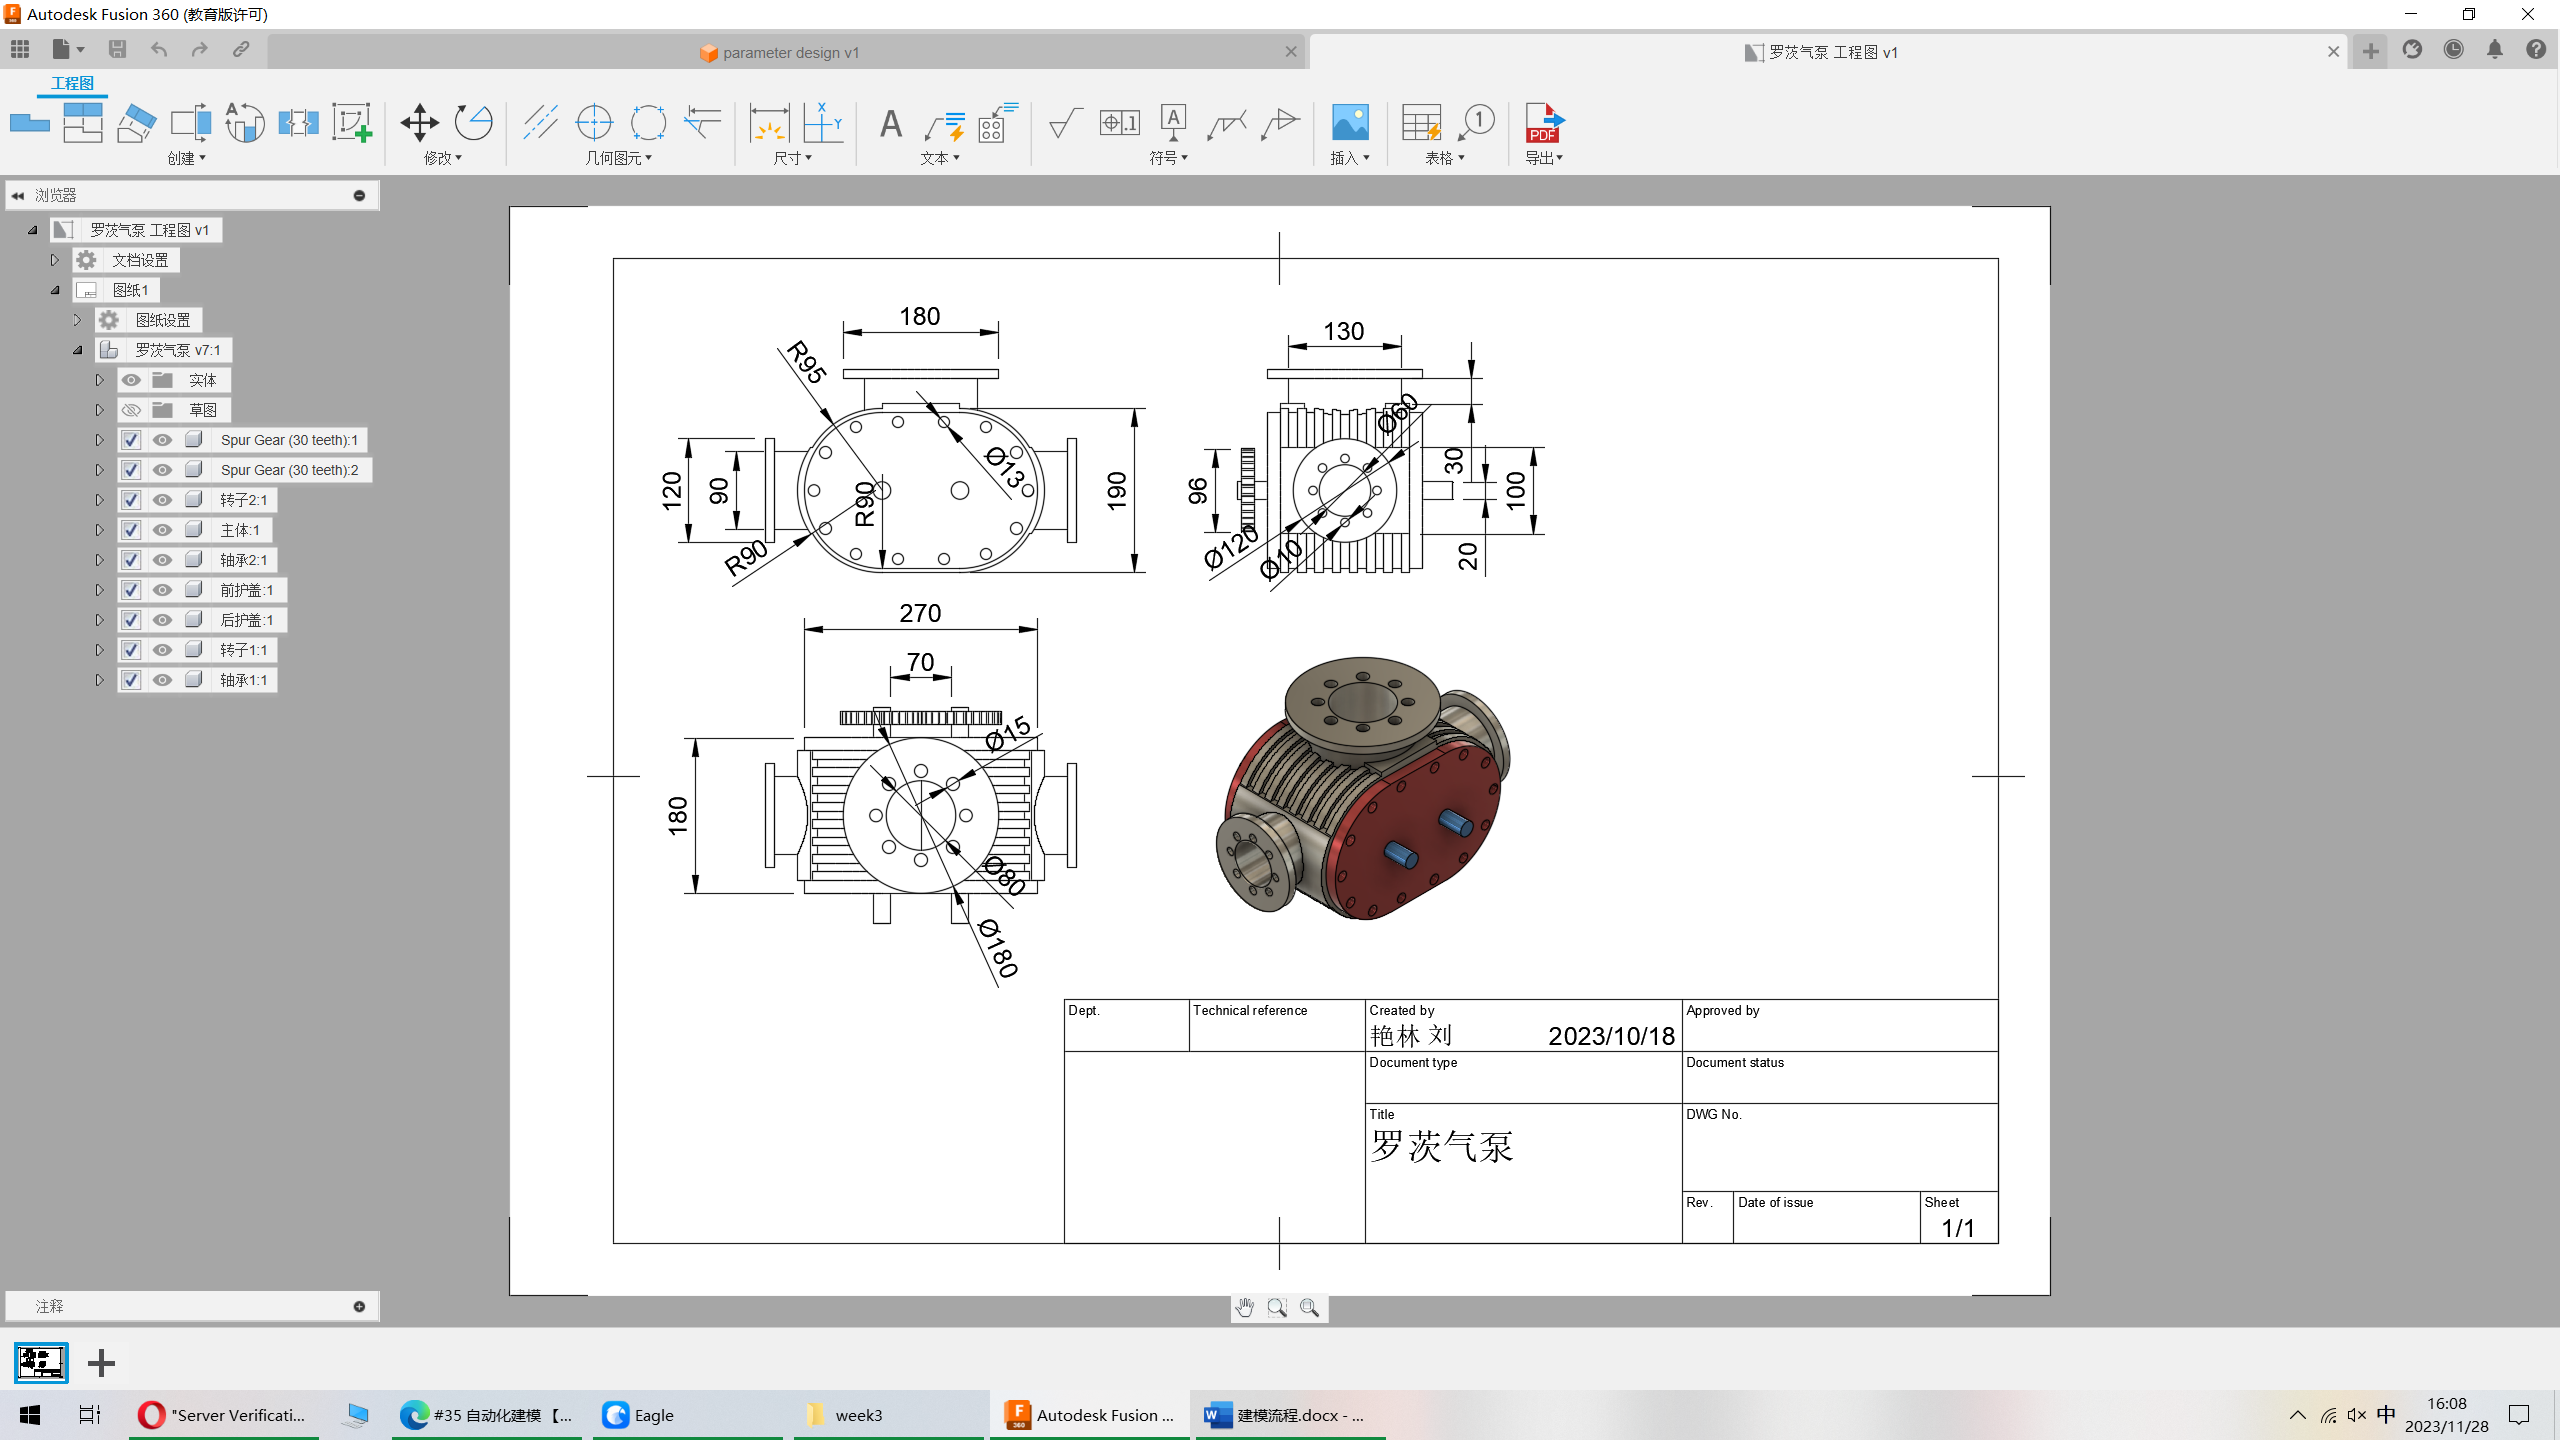 Autodesk Fusion 360 (教育版许可)
parameter design v1
罗茨气泵 工程图 v1
工程图
创建
修改
几何图元
尺寸
文本
符号
插入
表格
导出
PDF
浏览器
罗茨气泵 工程图 v1
文档设置
图纸1
图纸设置
罗茨气泵 v7:1
实体
草图
Spur Gear (30 teeth):1
Spur Gear (30 teeth):2
转子2:1
主体:1
轴承2:1
前护盖:1
后护盖:1
转子1:1
轴承1:1
180
R95
Ø13
120
90
R90
R90
190
130
Ø60
96
30
100
Ø120
Ø10
20
270
70
Ø15
180
Ø80
Ø180
Dept.
Technical reference
Created by
艳林 刘 2023/10/18
Approved by
Document type
Document status
Title
罗茨气泵
DWG No.
Rev.
Date of issue
Sheet
1/1
注释
"Server Verificati...
#35 自动化建模【...
Eagle
week3
Autodesk Fusion ...
建模流程.docx - ...
中
16:08
2023/11/28